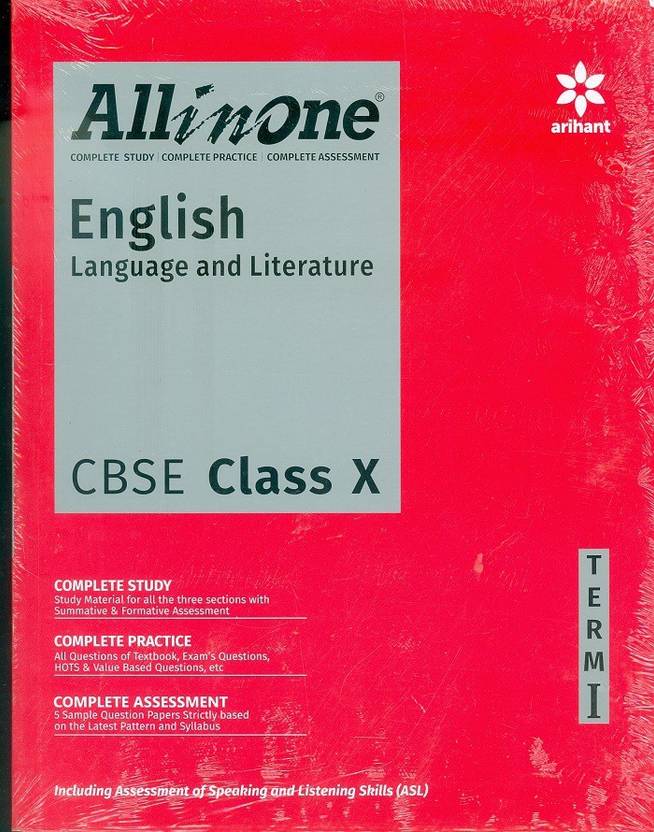 All in One®
COMPLETE STUDY | COMPLETE PRACTICE | COMPLETE ASSESSMENT
arihant
English
Language and Literature
CBSE Class X
TERM I
COMPLETE STUDY
Study Material for all the three sections with
Summative & Formative Assessment
COMPLETE PRACTICE
All Questions of Textbook, Exam's Questions,
HOTS & Value Based Questions, etc
COMPLETE ASSESSMENT
5 Sample Question Papers Strictly based
on the Latest Pattern and Syllabus
Including Assessment of Speaking and Listening Skills (ASL)